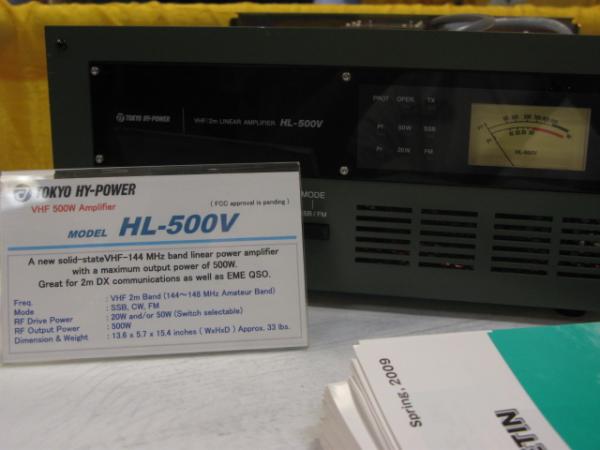 TOKYO HY-POWER
VHF/2m LINEAR AMPLIFIER HL-500V
PROT OPER. TX
Pf 50W SSB
Pr 20W FM
HL-500V
MODE
SSB / FM
TOKYO HY-POWER
VHF 500W Amplifier
( FCC approval is pending )
MODEL HL-500V
A new solid-stateVHF-144 MHz band linear power amplifier
with a maximum output power of 500W.
Great for 2m DX communications as well as EME QSO.
Freq. : VHF 2m Band (144~148 MHz Amateur Band)
Mode : SSB, CW, FM
RF Drive Power : 20W and/or 50W (Switch selectable)
RF Output Power : 500W
Dimension & Weight : 13.6 x 5.7 x 15.4 inches ( WxHxD ) Approx. 33 lbs.
Spring, 2009
TIN